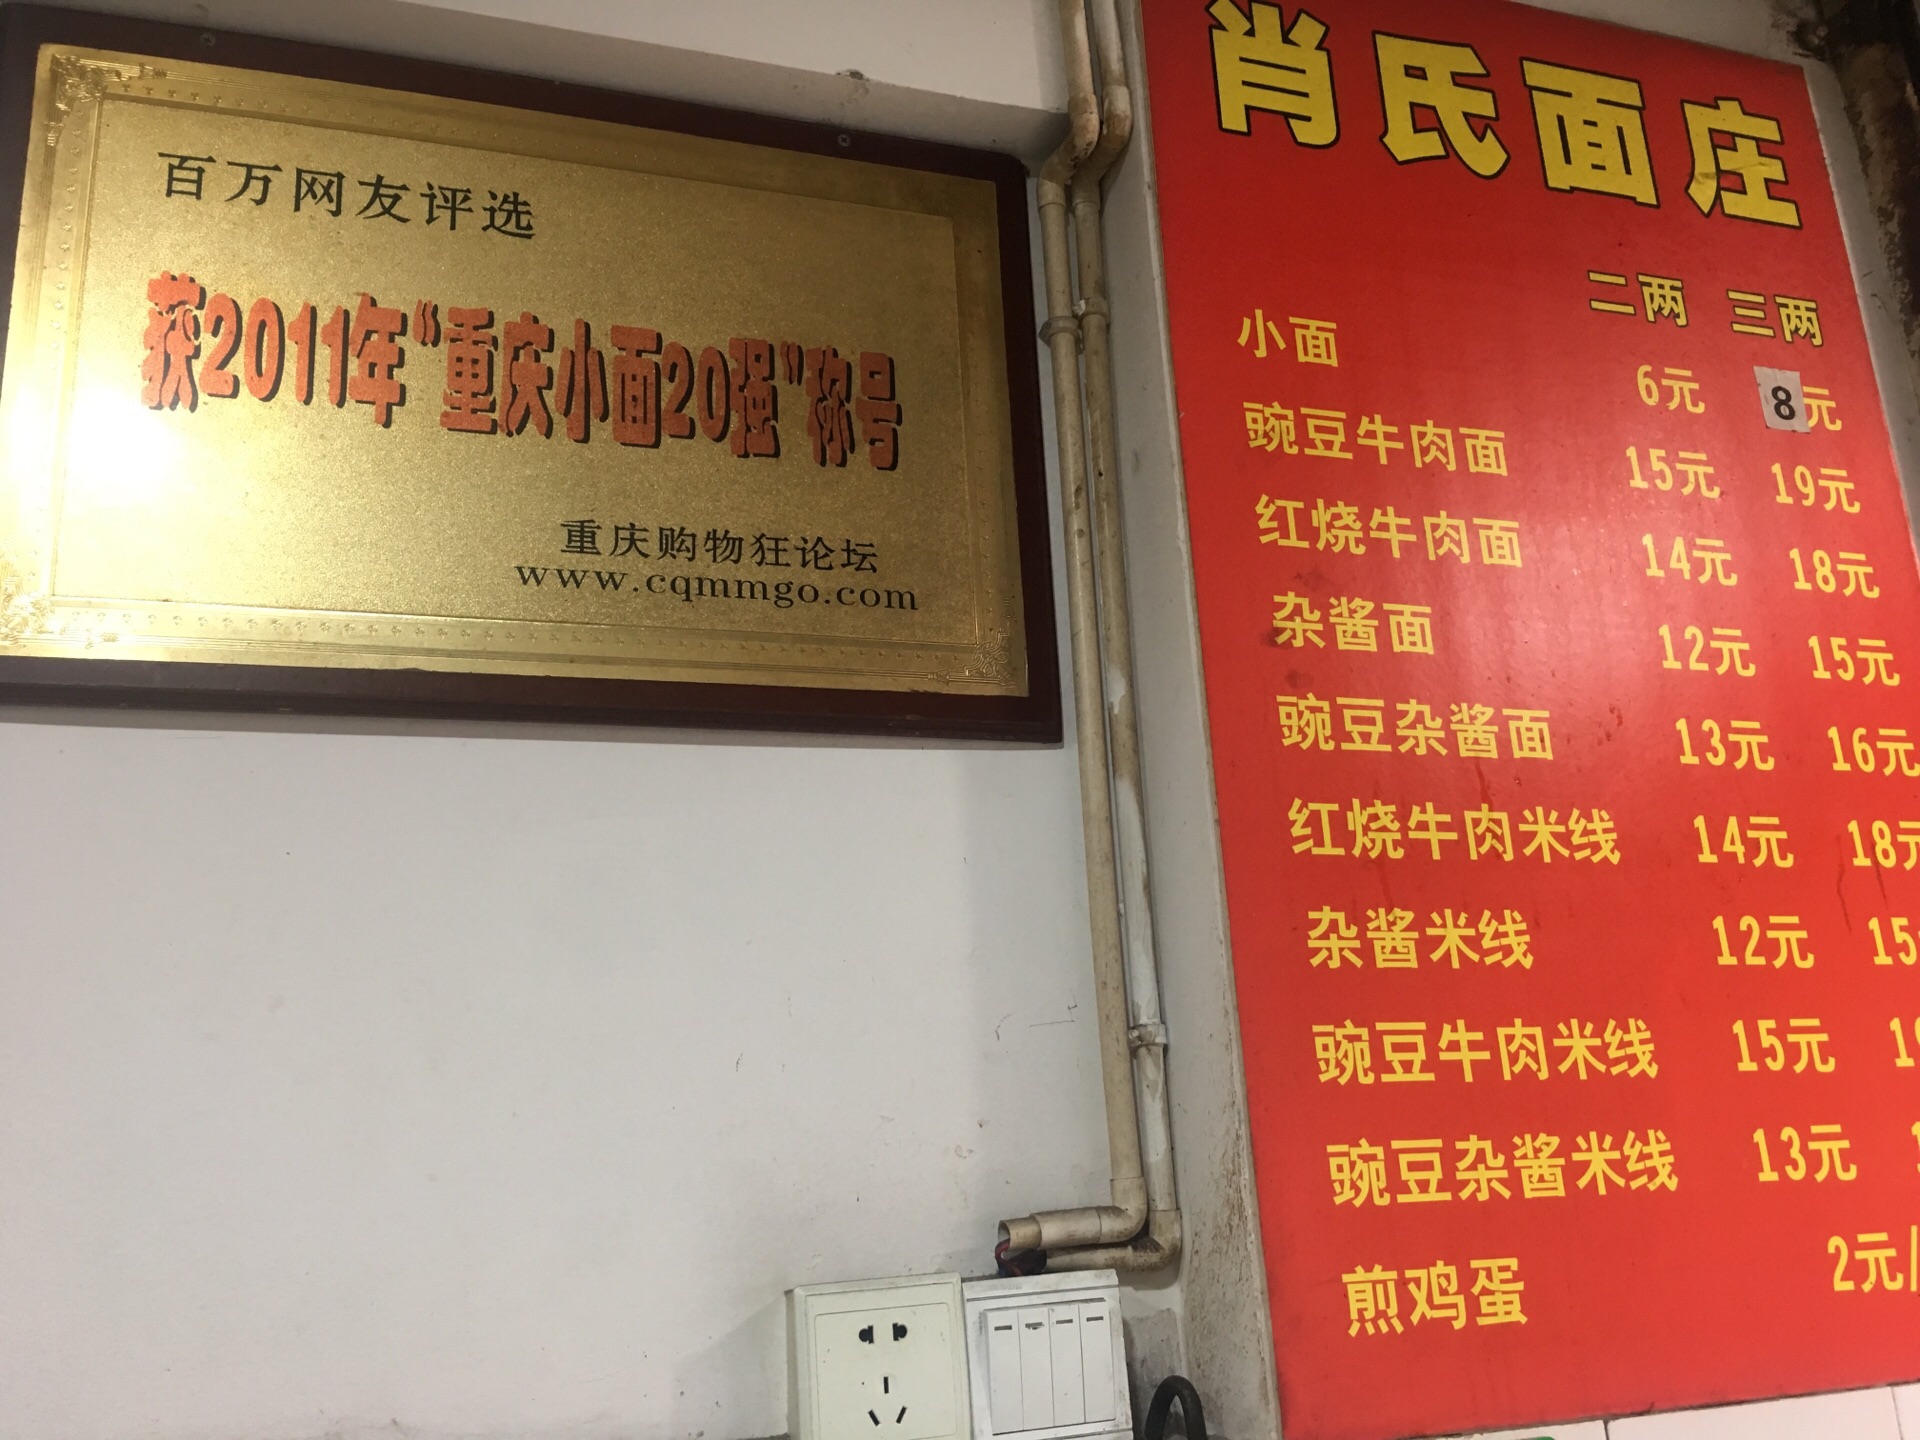 百万网友评选
获2011年“重庆小面20强”称号
重庆购物狂论坛
www.cqmmgo.com
肖氏面庄
二两 三两
小面 6元 8元
豌豆牛肉面 15元 19元
红烧牛肉面 14元 18元
杂酱面 12元 15元
豌豆杂酱面 13元 16元
红烧牛肉米线 14元 18元
杂酱米线 12元 15
豌豆牛肉米线 15元
豌豆杂酱米线 13元
煎鸡蛋 2元/